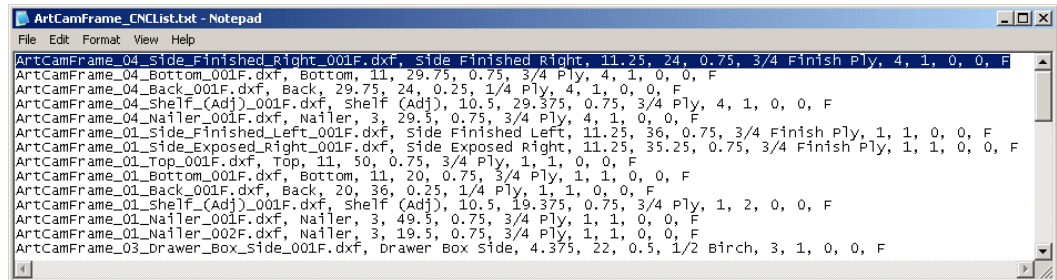 ArtCamFrame_CNCList.txt - Notepad
File Edit Format View Help
ArtCamFrame_04_Side_Finished_Right_001F.dxf, Side Finished Right, 11.25, 24, 0.75, 3/4 Finish Ply, 4, 1, 0, 0, F
ArtCamFrame_04_Bottom_001F.dxf, Bottom, 11, 29.75, 0.75, 3/4 Ply, 4, 1, 0, 0, F
ArtCamFrame_04_Back_001F.dxf, Back, 29.75, 24, 0.25, 1/4 Ply, 4, 1, 0, 0, F
ArtCamFrame_04_Shelf_(Adj)_001F.dxf, Shelf (Adj), 10.5, 29.375, 0.75, 3/4 Ply, 4, 1, 0, 0, F
ArtCamFrame_04_Nailer_001F.dxf, Nailer, 3, 29.5, 0.75, 3/4 Ply, 4, 1, 0, 0, F
ArtCamFrame_01_Side_Finished_Left_001F.dxf, Side Finished Left, 11.25, 36, 0.75, 3/4 Finish Ply, 1, 1, 0, 0, F
ArtCamFrame_01_Side_Exposed_Right_001F.dxf, Side Exposed Right, 11.25, 35.25, 0.75, 3/4 Finish Ply, 1, 1, 0, 0, F
ArtCamFrame_01_Top_001F.dxf, Top, 11, 50, 0.75, 3/4 Ply, 1, 1, 0, 0, F
ArtCamFrame_01_Bottom_001F.dxf, Bottom, 11, 20, 0.75, 3/4 Ply, 1, 1, 0, 0, F
ArtCamFrame_01_Back_001F.dxf, Back, 20, 36, 0.25, 1/4 Ply, 1, 1, 0, 0, F
ArtCamFrame_01_Shelf_(Adj)_001F.dxf, Shelf (Adj), 10.5, 19.375, 0.75, 3/4 Ply, 1, 2, 0, 0, F
ArtCamFrame_01_Nailer_001F.dxf, Nailer, 3, 49.5, 0.75, 3/4 Ply, 1, 1, 0, 0, F
ArtCamFrame_01_Nailer_002F.dxf, Nailer, 3, 19.5, 0.75, 3/4 Ply, 1, 1, 0, 0, F
ArtCamFrame_03_Drawer_Box_Side_001F.dxf, Drawer Box Side, 4.375, 22, 0.5, 1/2 Birch, 3, 1, 0, 0, F